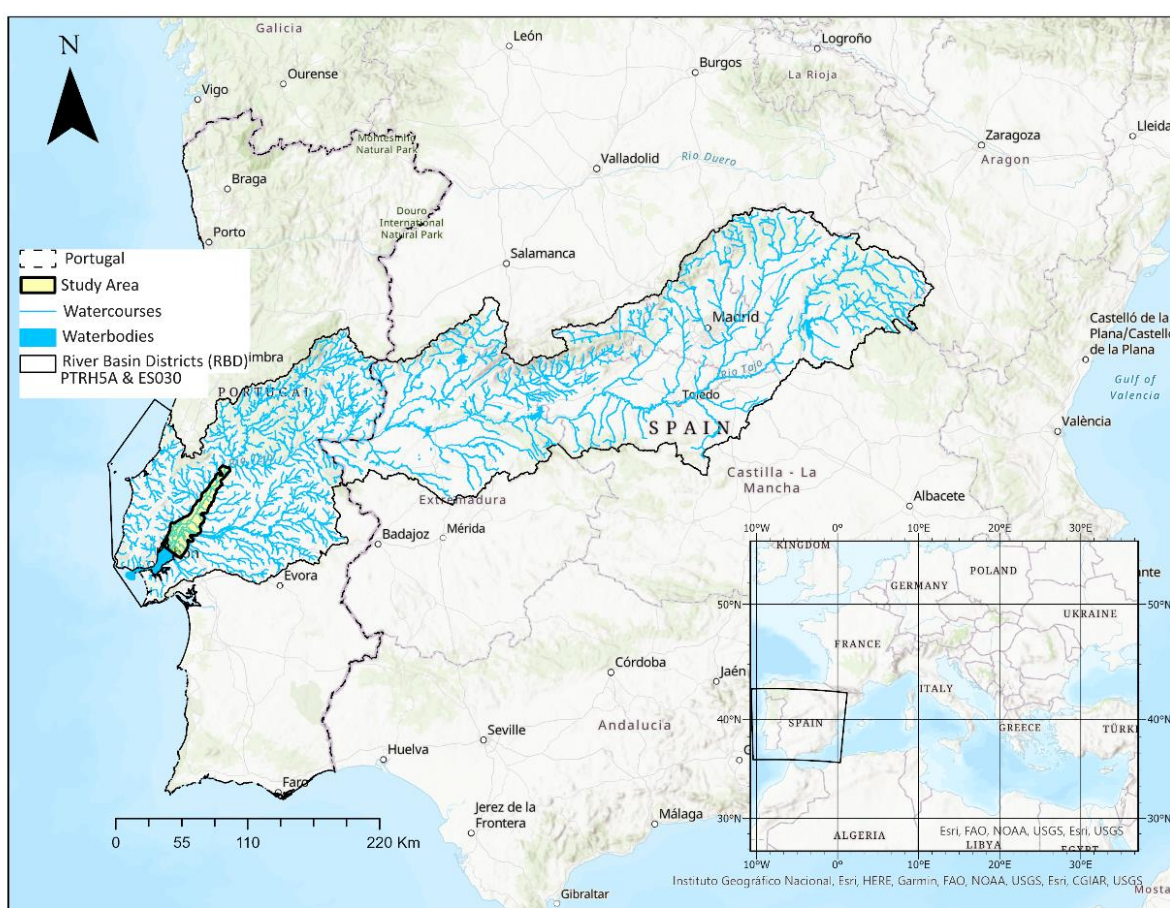 N
Galicia
León
Logroño
Burgos
La Rioja
Ourense
Vigo
Montesinho
Natural Park
Zaragoza
Aragon
Lleida
Valladolid
Rio Duero
Braga
Douro
International
Natural Park
Porto
Salamanca
Portugal
Study Area
Watercourses
Waterbodies
River Basin Districts (RBD)
PTRH5A & ES030
imbra
PORTUGAL
Madrid
Rio Tajo
Toledo
SPAIN
Castelló de la
Plana/Castelló
de la Plana
Gulf of
Valencia
València
Castilla - La
Mancha
Extremadura
Albacete
Badajoz
Mérida
Évora
Córdoba
Jaén
Andalucia
Seville
Huelva
Faro
Jerez de la
Frontera
Málaga
Gibraltar
0 55 110 220 Km
10°W 0° 10°E 20°E 30°E
KINGDOM
GERMANY
POLAND
ante
50°N 50°N
UKRAINE
FRANCE
ITALY
40°N SPAIN 40°N
GREECE
TÜRK
30°N 30°N
ALGERIA
LIBYA
EGYPT
Esri, FAO, NOAA, USGS, Esri, USGS
10°W 0° 10°E 20°E 30°E
Instituto Geográfico Nacional, Esri, HERE, Garmin, FAO, NOAA, USGS, Esri, CGIAR, USGS
Mosta